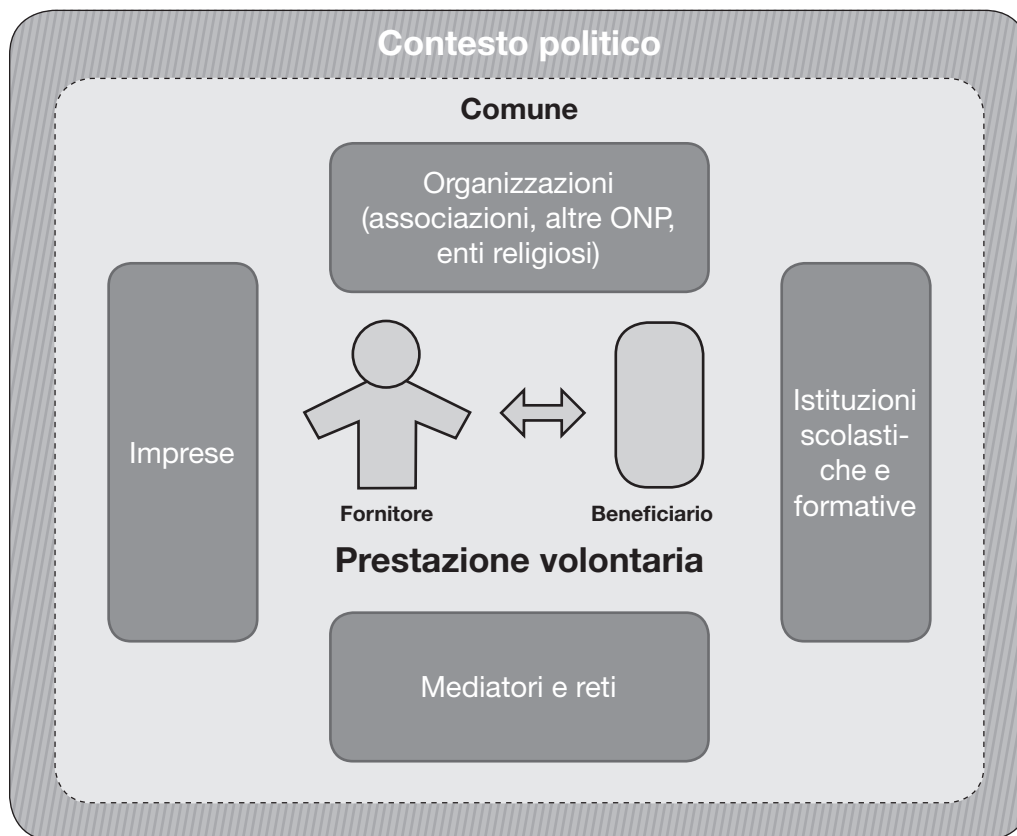 Contesto politico
Comune
Organizzazioni
(associazioni, altre ONP,
enti religiosi)
Imprese
Istituzioni
scolasti-
che e
formative
Fornitore
Beneficiario
Prestazione volontaria
Mediatori e reti